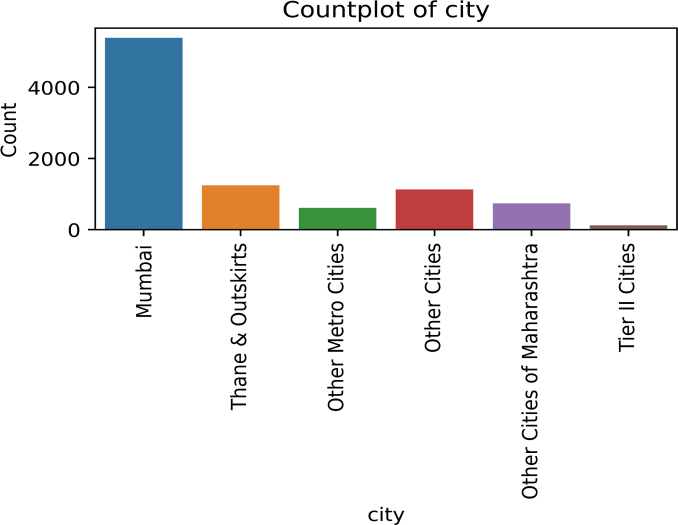 Countplot of city
Count
4000
2000
0
Mumbai
Thane & Outskirts
Other Metro Cities
Other Cities
Other Cities of Maharashtra
Tier II Cities
city